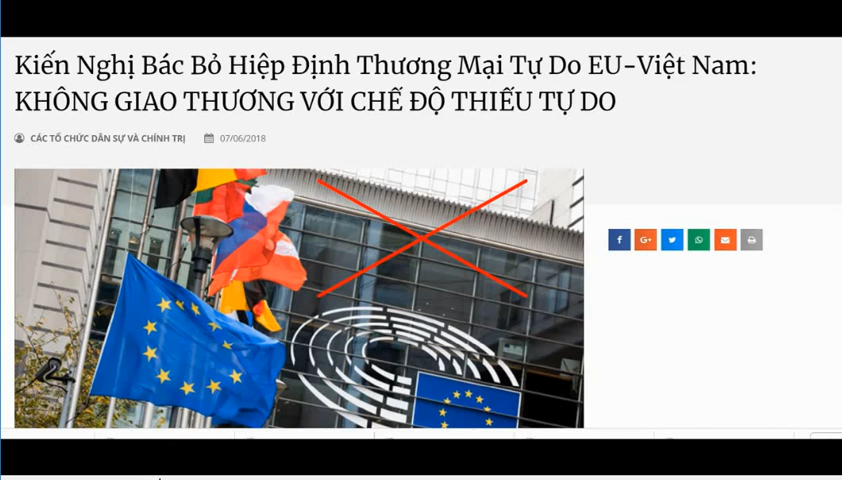 Kiến Nghị Bác Bỏ Hiệp Định Thương Mại Tự Do EU-Việt Nam:
KHÔNG GIAO THƯƠNG VỚI CHẾ ĐỘ THIẾU TỰ DO
CÁC TỔ CHỨC DÂN SỰ VÀ CHÍNH TRỊ 07/06/2018
f G+